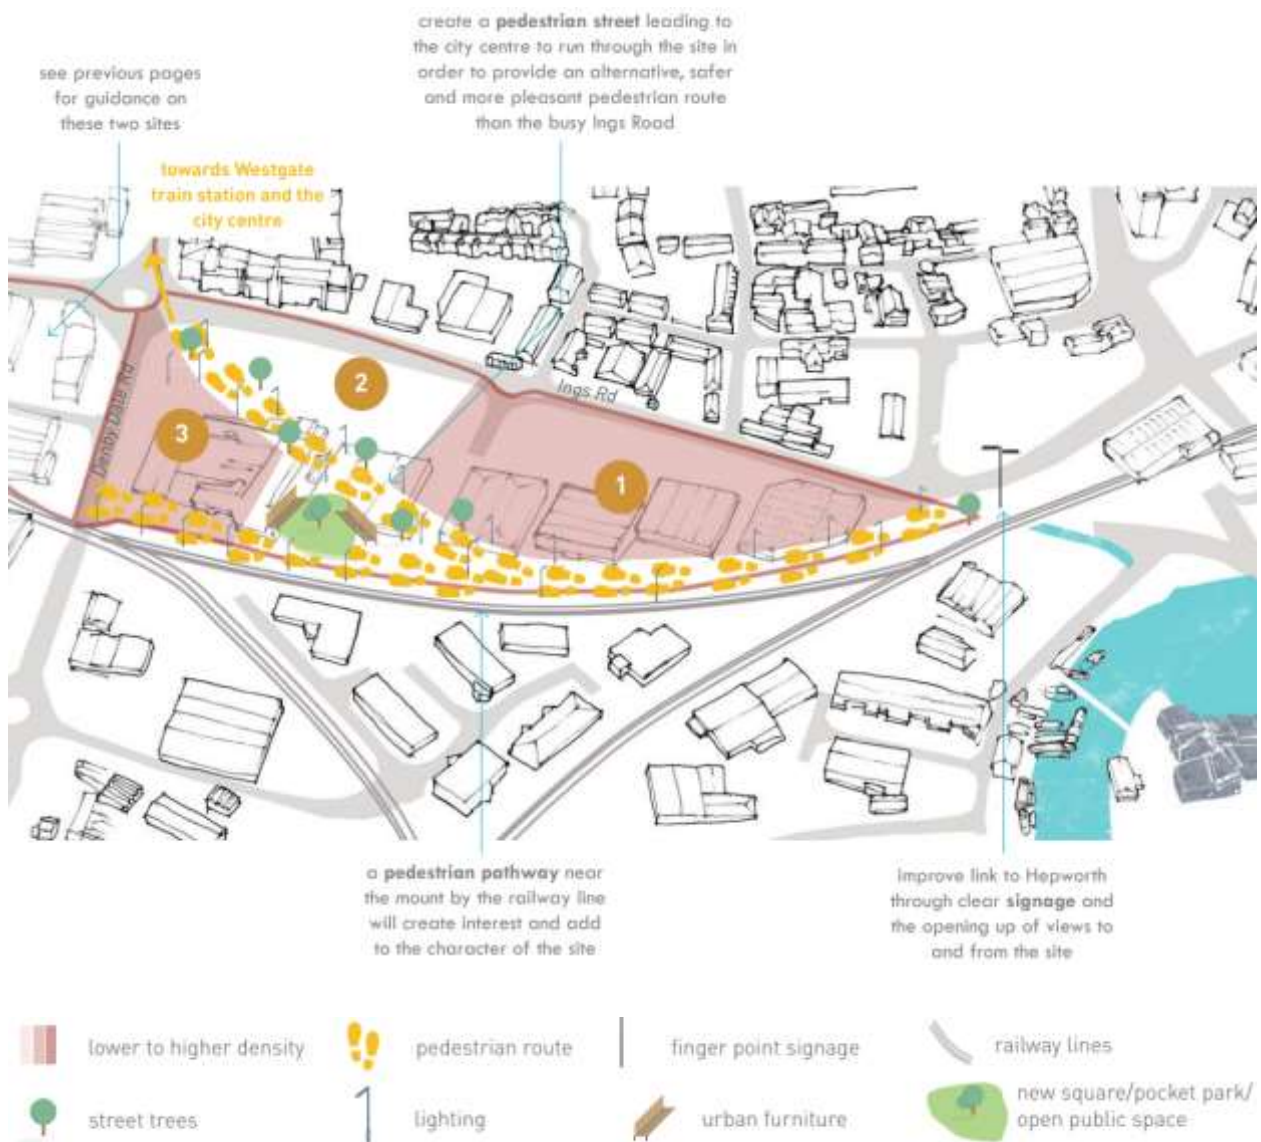 create a pedestrian street leading to
the city centre to run through the site in
order to provide an alternative, safer
and more pleasant pedestrian route
than the busy Ings Road
see previous pages
for guidance on
these two sites
towards Westgate
train station and the
city centre
2
Ings Rd
Denby Dale Rd
3
1
a pedestrian pathway near
the mount by the railway line
will create interest and add
to the character of the site
improve link to Hepworth
through clear signage and
the opening up of views to
and from the site
lower to higher density
pedestrian route
finger point signage
railway lines
street trees
lighting
urban furniture
new square/pocket park/
open public space